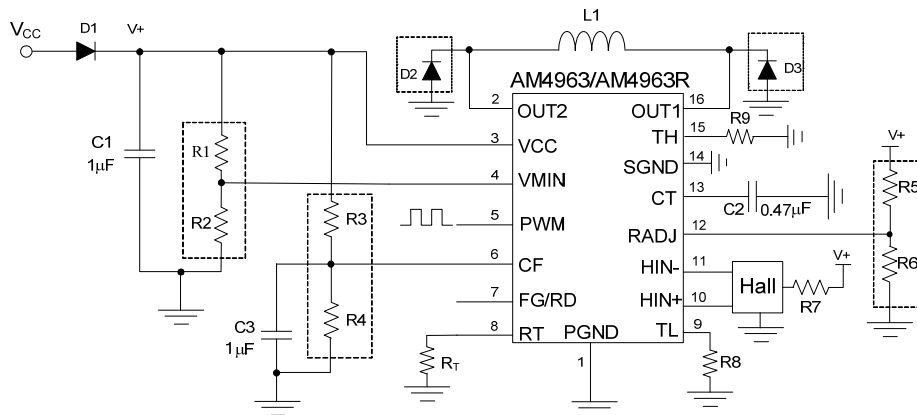 L1
VCC
D1
V+
D2
D3
AM4963/AM4963R
2
OUT2
OUT1
16
3
VCC
TH
15
R9
SGND
14
V+
C1
1μF
R1
4
VMIN
CT
13
C2
0.47μF
R5
R2
R3
5
PWM
RADJ
12
6
CF
HIN-
11
V+
R6
Hall
R7
7
FG/RD
HIN+
10
C3
1μF
R4
8
RT
PGND
TL
9
RT
1
R8